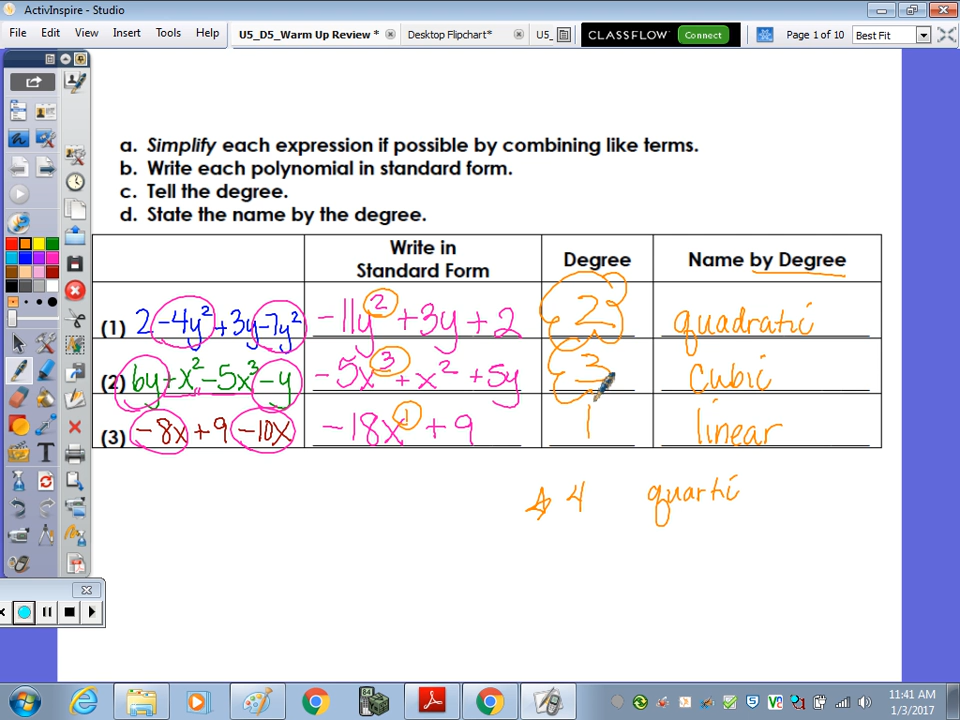 ActivInspire - Studio
File Edit View Insert Tools Help U5_D5_Warm Up Review * Desktop Flipchart* U5_ CLASSFLOW Connect Page 1 of 10 Best Fit
a. Simplify each expression if possible by combining like terms.
b. Write each polynomial in standard form.
c. Tell the degree.
d. State the name by the degree.
Write in
Standard Form
Degree
Name by Degree
(1) 2 -4y² +3y -7y² -11y² + 3y + 2 2 quadratic
(2) 6y + x² - 5x³ - y -5x³ + x² + 5y 3 cubic
(3) -8x + 9 - 10x -18x¹ + 9 1 linear
4 quartic
11:41 AM
1/3/2017